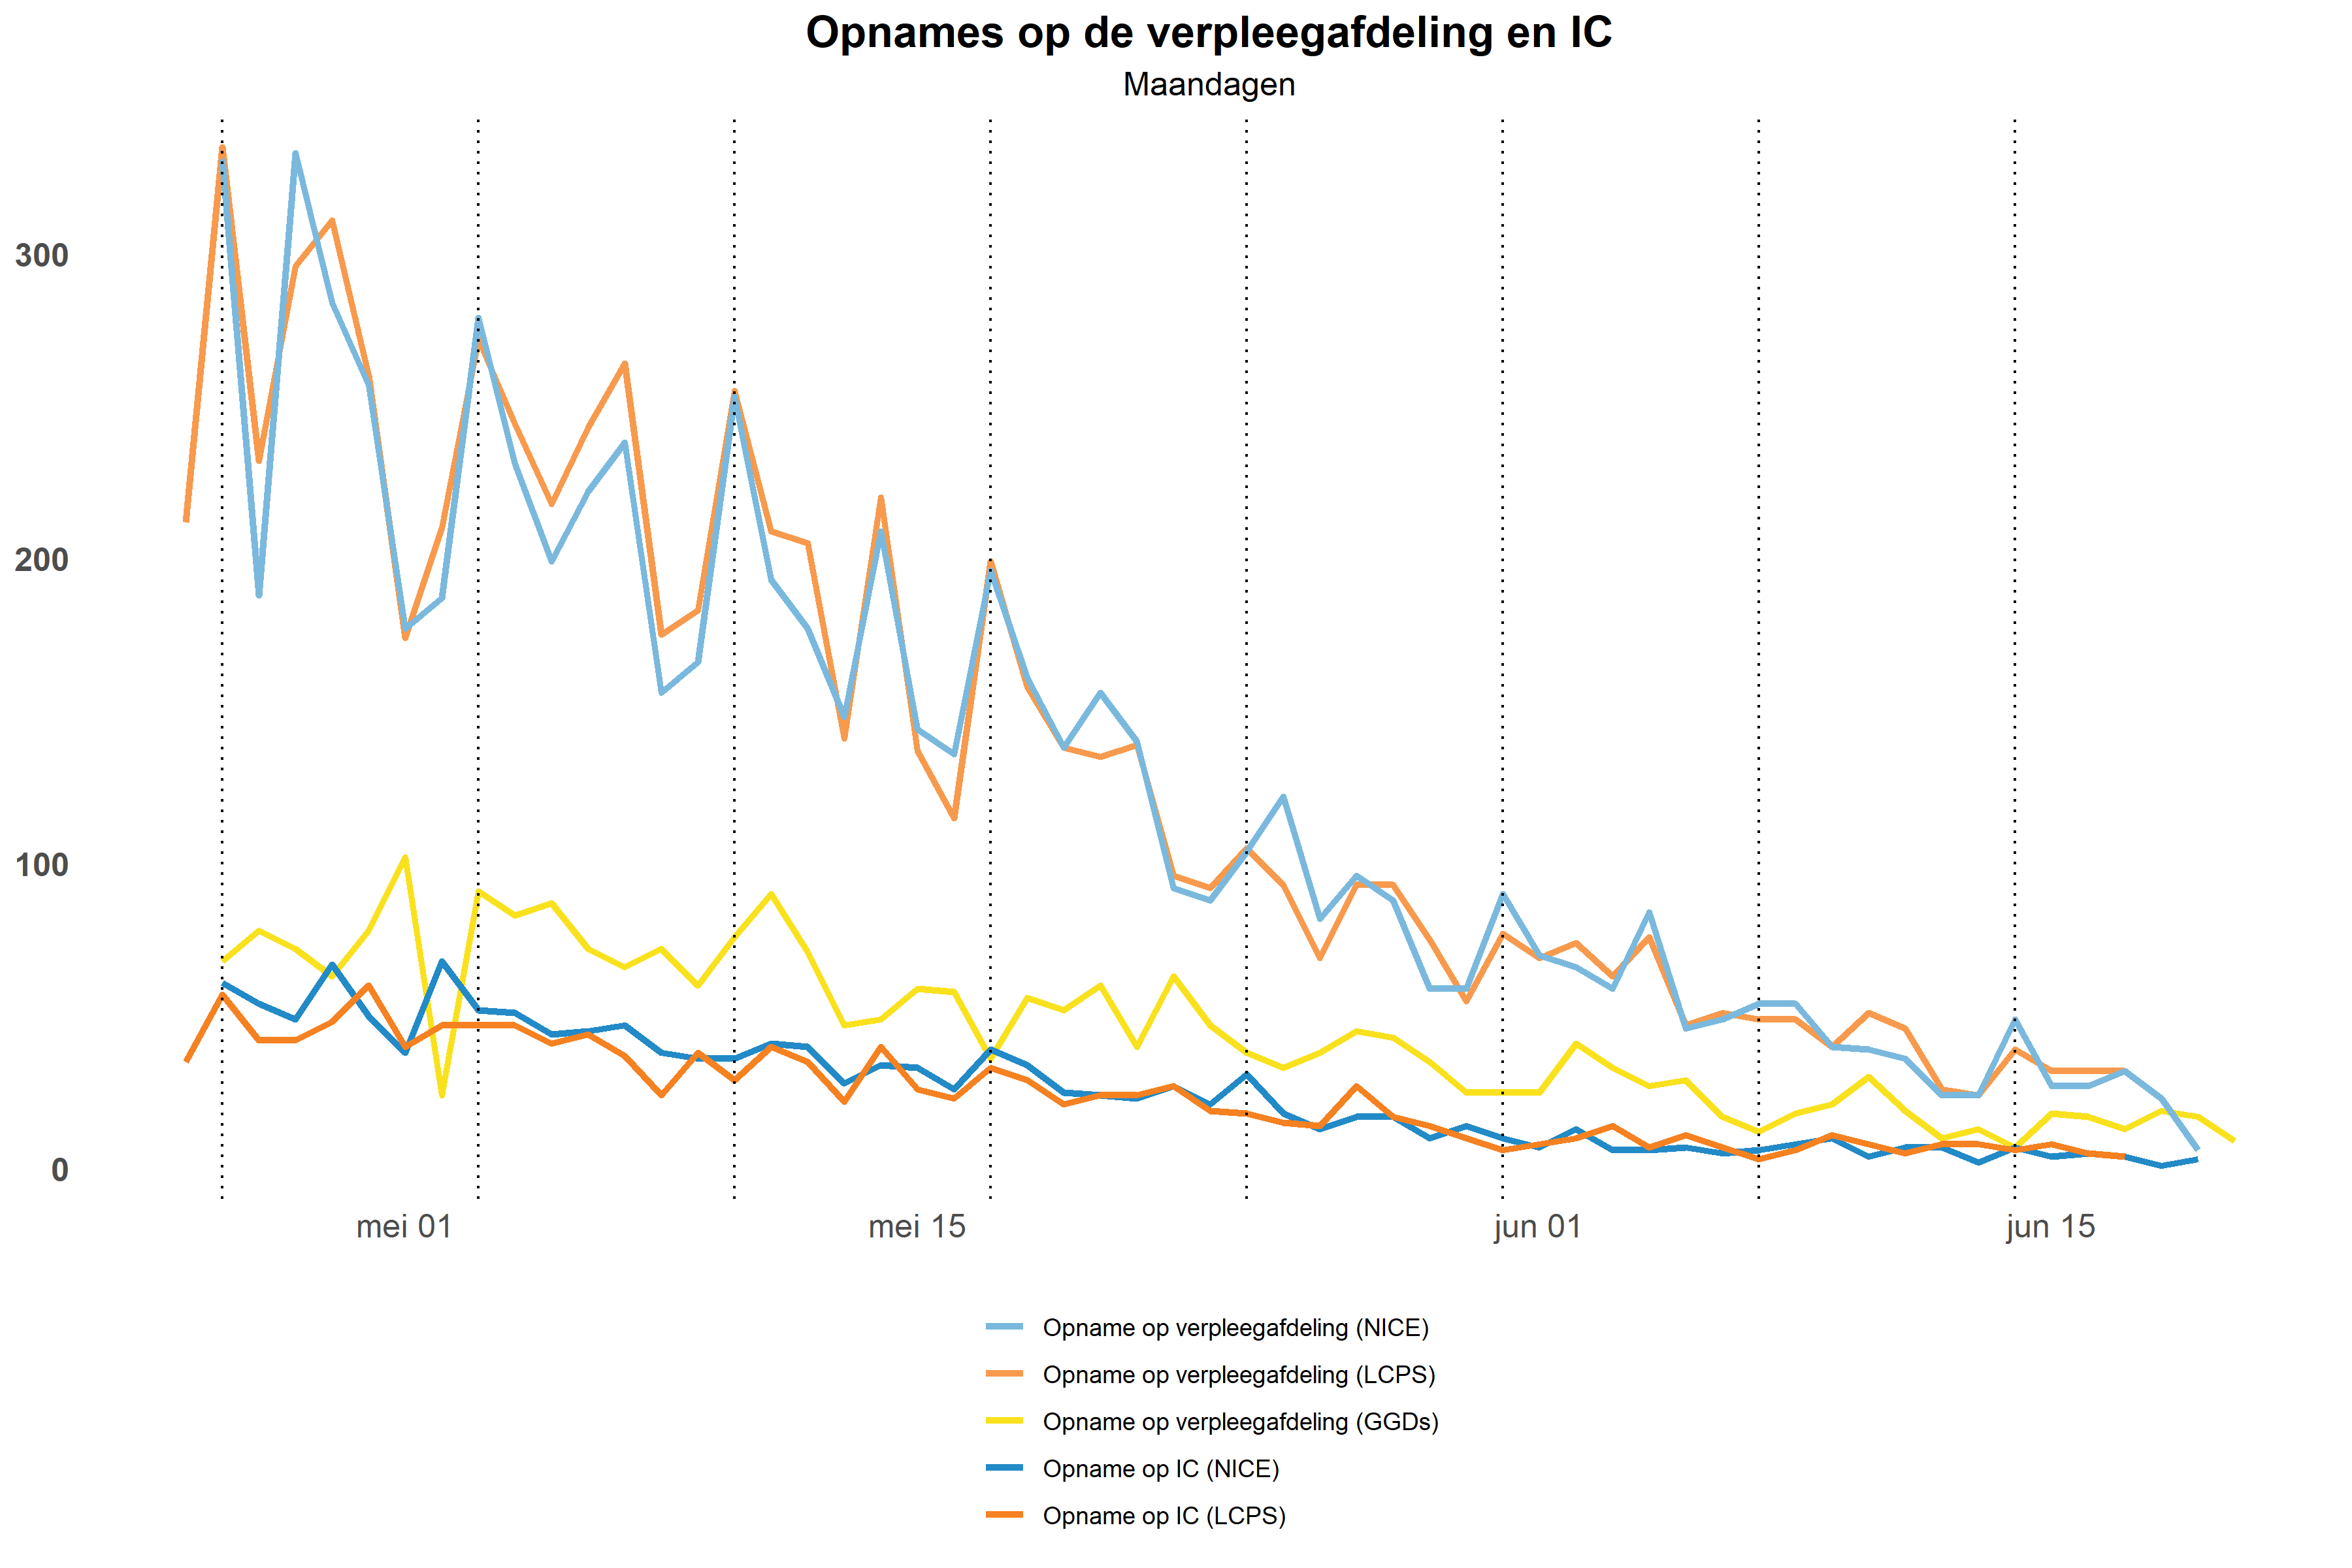 Opnames op de verpleegafdeling en IC
Maandagen
300
200
100
0
mei 01
mei 15
jun 01
jun 15
Opname op verpleegafdeling (NICE)
Opname op verpleegafdeling (LCPS)
Opname op verpleegafdeling (GGDs)
Opname op IC (NICE)
Opname op IC (LCPS)